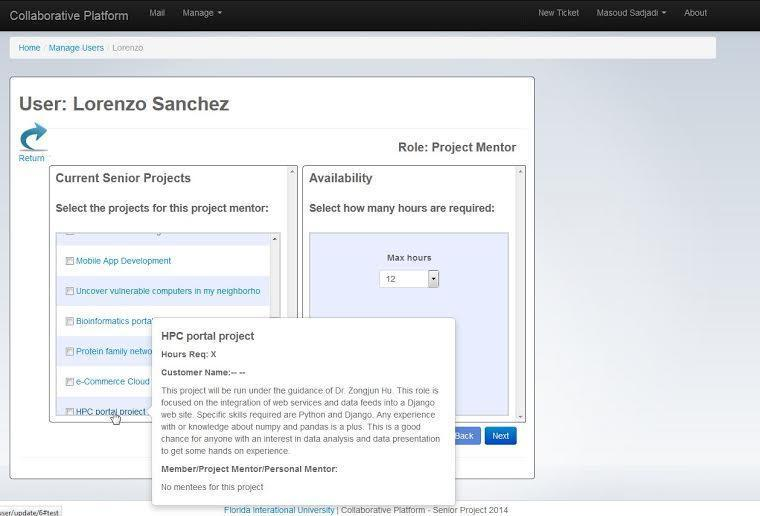 Collaborative Platform Mail Manage New Ticket Masoud Sadjadi About
Home / Manage Users / Lorenzo
User: Lorenzo Sanchez
Return
Role: Project Mentor
Current Senior Projects
Select the projects for this project mentor:
Mobile App Development
Uncover vulnerable computers in my neighborho
Bioinformatics porta
Protein family netwo
e-Commerce Cloud
HPC portal project
Availability
Select how many hours are required:
Max hours
12
HPC portal project
Hours Req: X
Customer Name:-- --
This project will be run under the guidance of Dr. Zongjun Hu. This role is
focused on the integration of web services and data feeds into a Django
web site. Specific skills required are Python and Django. Any experience
with or knowledge about numpy and pandas is a plus. This is a good
chance for anyone with an interest in data analysis and data presentation
to get some hands on experience.
Member/Project Mentor/Personal Mentor:
No mentees for this project
Back Next
Florida Interational University | Collaborative Platform - Senior Project 2014
user/update/6#test